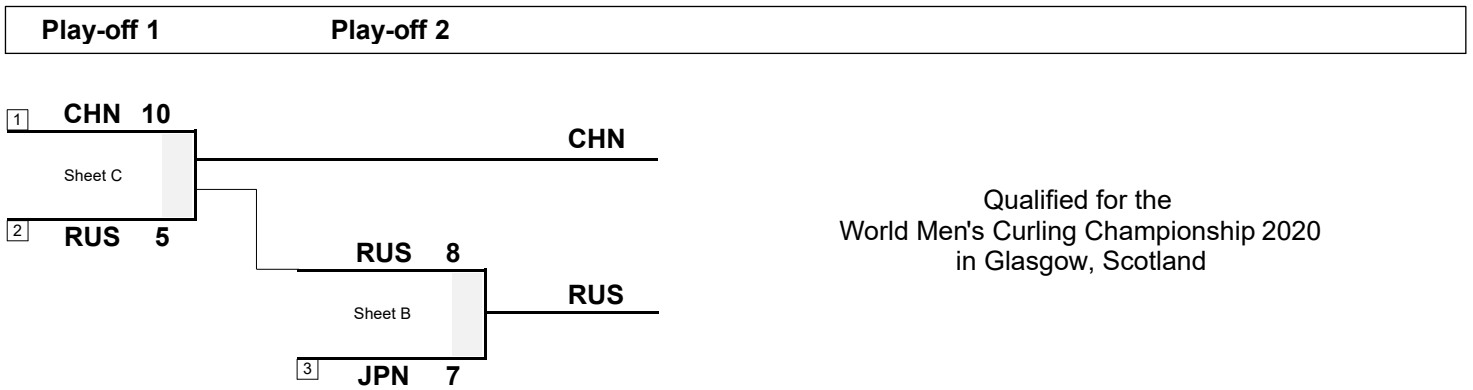 Play-off 1 Play-off 2
1 CHN 10
CHN
Sheet C
2 RUS 5
RUS 8
RUS
Sheet B
3 JPN 7
Qualified for the
World Men's Curling Championship 2020
in Glasgow, Scotland